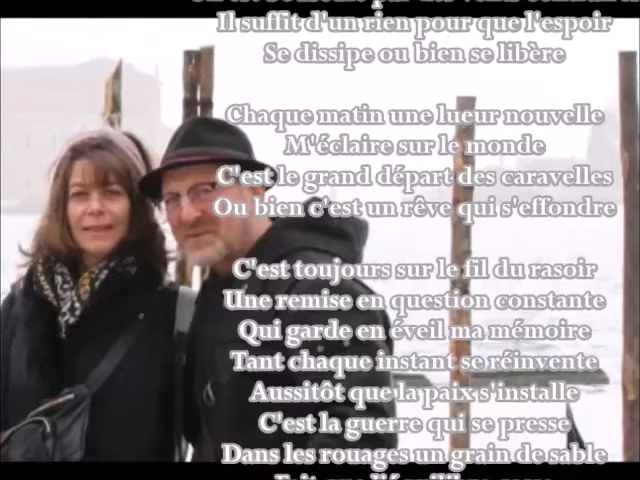 Il suffit d'un rien pour que l'espoir
Se dissipe ou bien se libère
Chaque matin une lueur nouvelle
M'éclaire sur le monde
C'est le grand départ des caravelles
Ou bien c'est un rêve qui s'effondre
C'est toujours sur le fil du rasoir
Une remise en question constante
Qui garde en éveil ma mémoire
Tant chaque instant se réinvente
Aussitôt que la paix s'installe
C'est la guerre qui se presse
Dans les rouages un grain de sable